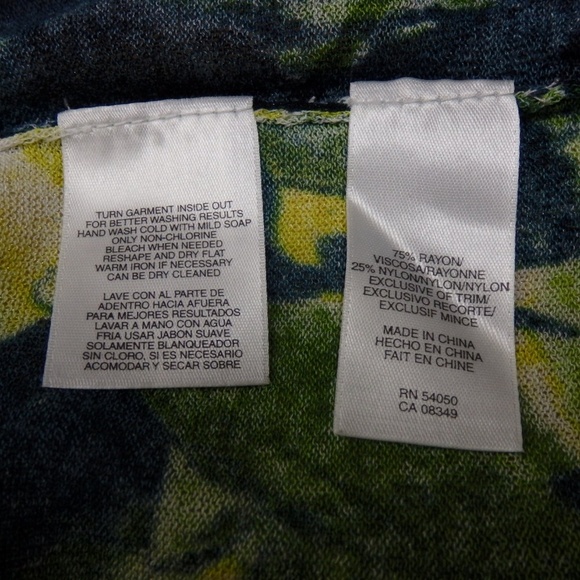 TURN GARMENT INSIDE OUT
FOR BETTER WASHING RESULTS
HAND WASH COLD WITH MILD SOAP
ONLY NON-CHLORINE
BLEACH WHEN NEEDED
RESHAPE AND DRY FLAT
WARM IRON IF NECESSARY
CAN BE DRY CLEANED
LAVE CON AL PARTE DE
ADENTRO HACIA AFUERA
PARA MEJORES RESULTADOS
LAVAR A MANO CON AGUA
FRIA USAR JABON SUAVE
SOLAMENTE BLANQUEADOR
SIN CLORO, SI ES NECESARIO
ACOMODAR Y SECAR SOBRE
75% RAYON/
VISCOSA/RAYONNE
25% NYLON/NYLON/NYLON
EXCLUSIVE OF TRIM/
EXCLUSIVO RECORTE/
EXCLUSIF MINCE
MADE IN CHINA
HECHO EN CHINA
FAIT EN CHINE
RN 54050
CA 08349